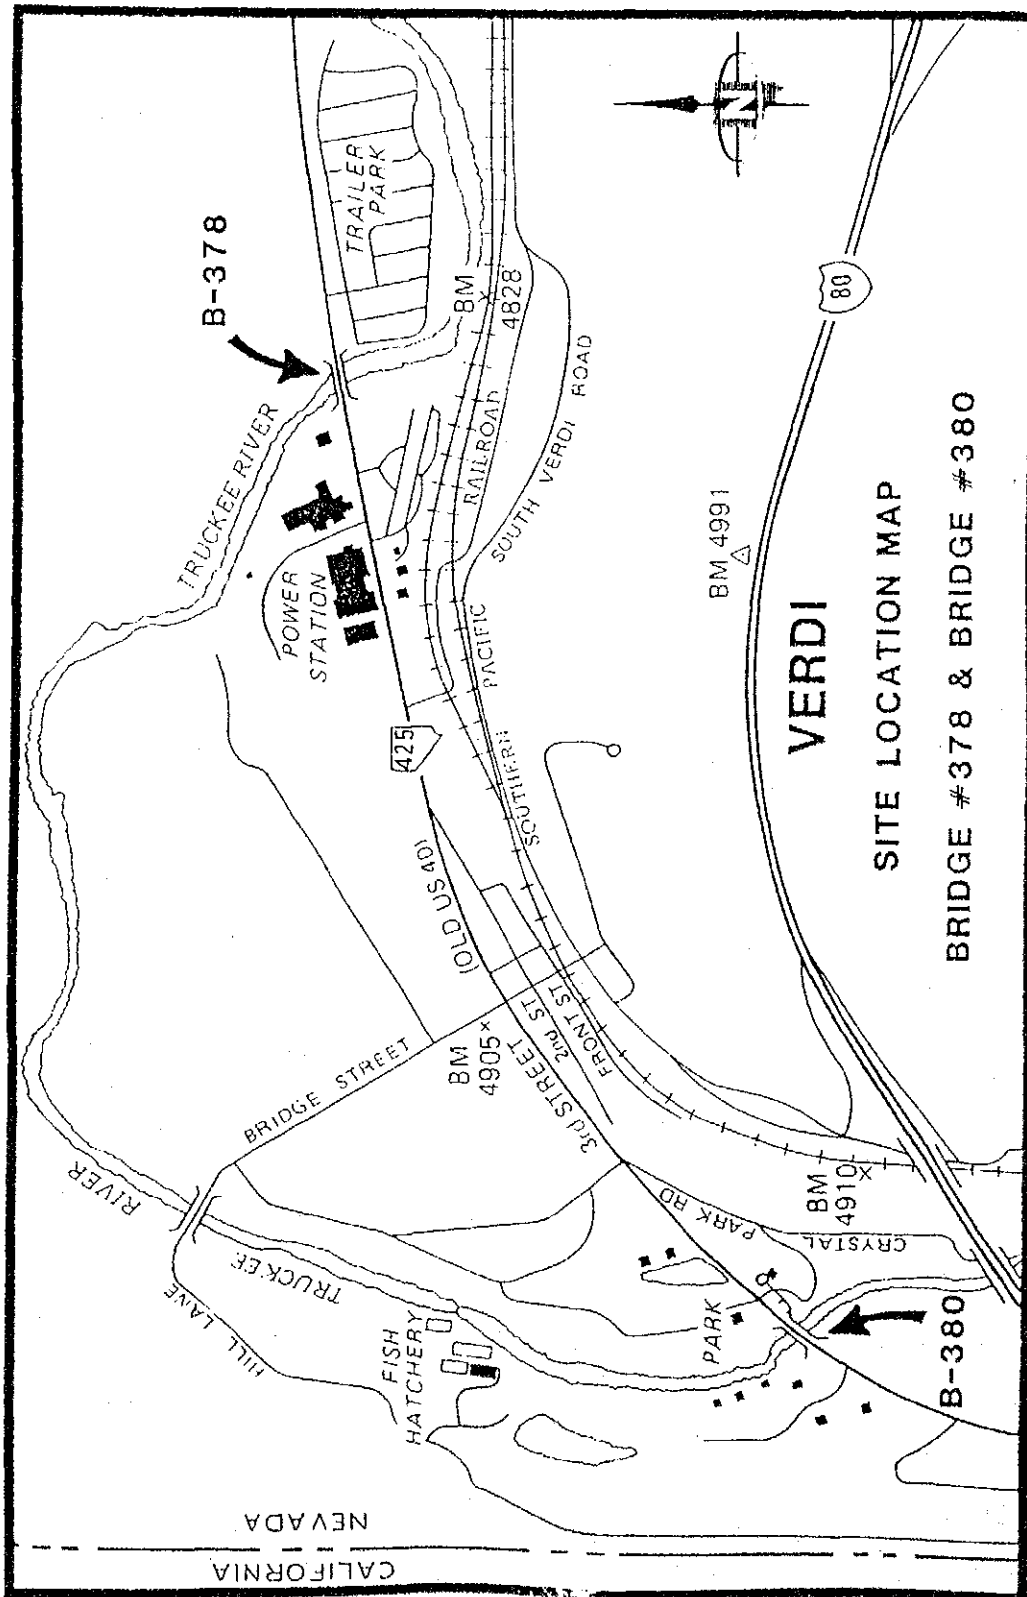 B-378
TRUCKEE RIVER
TRAILER
PARK
N
BM
4828
POWER
STATION
RAILROAD
SOUTH VERDI ROAD
PACIFIC
SOUTHERN
80
BM 4991
425
(OLD US 40)
BRIDGE STREET
BM
4905
3rd STREET
2nd ST
FRONT ST
RIVER
TRUCKEE
HILL LANE
FISH
HATCHERY
PARK
CRYSTAL
PARK RD
BM
4910
B-380
NEVADA
CALIFORNIA
VERDI
SITE LOCATION MAP
BRIDGE #378 & BRIDGE #380